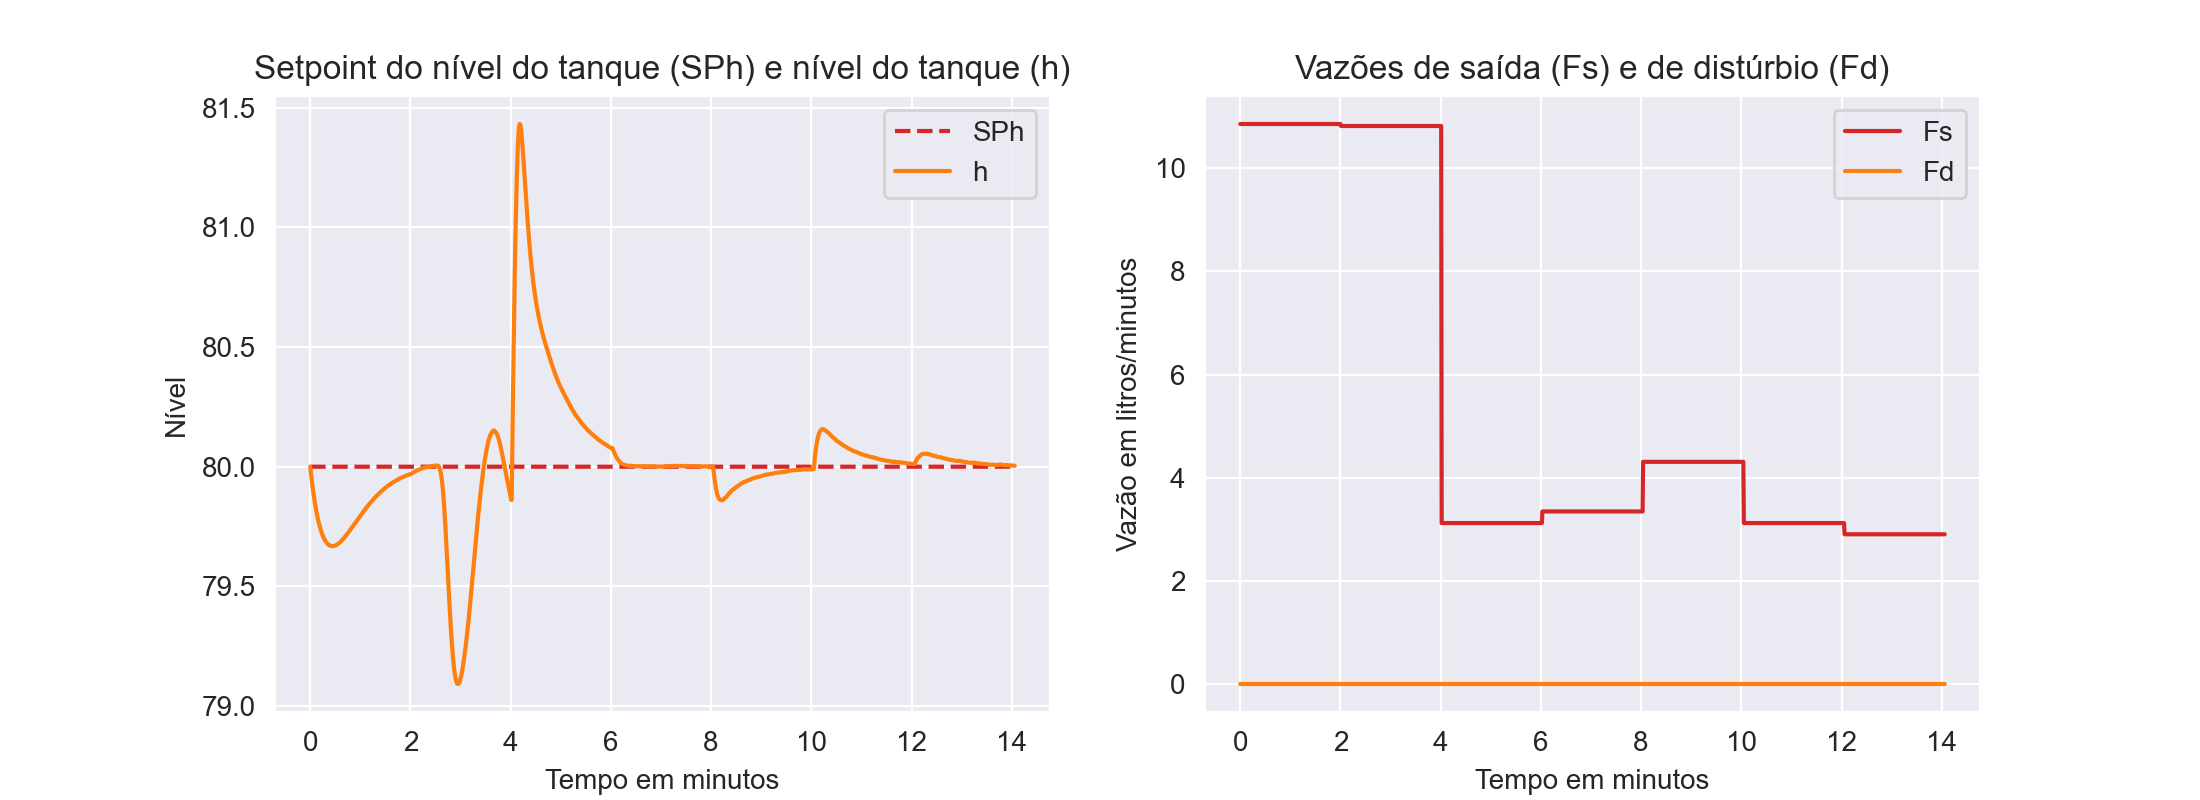 Setpoint do nível do tanque (SPh) e nível do tanque (h)
81.5
81.0
80.5
80.0
79.5
79.0
Nível
SPh
h
0 2 4 6 8 10 12 14
Tempo em minutos
Vazões de saída (Fs) e de distúrbio (Fd)
10
8
6
4
2
0
Vazão em litros/minutos
Fs
Fd
0 2 4 6 8 10 12 14
Tempo em minutos